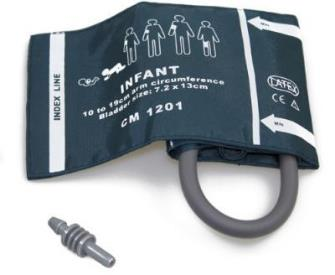 INDEX LINE
INFANT
10 to 19cm arm circumference
Bladder size: 7.2 x 13cm
CM 1201
LATEX
CE